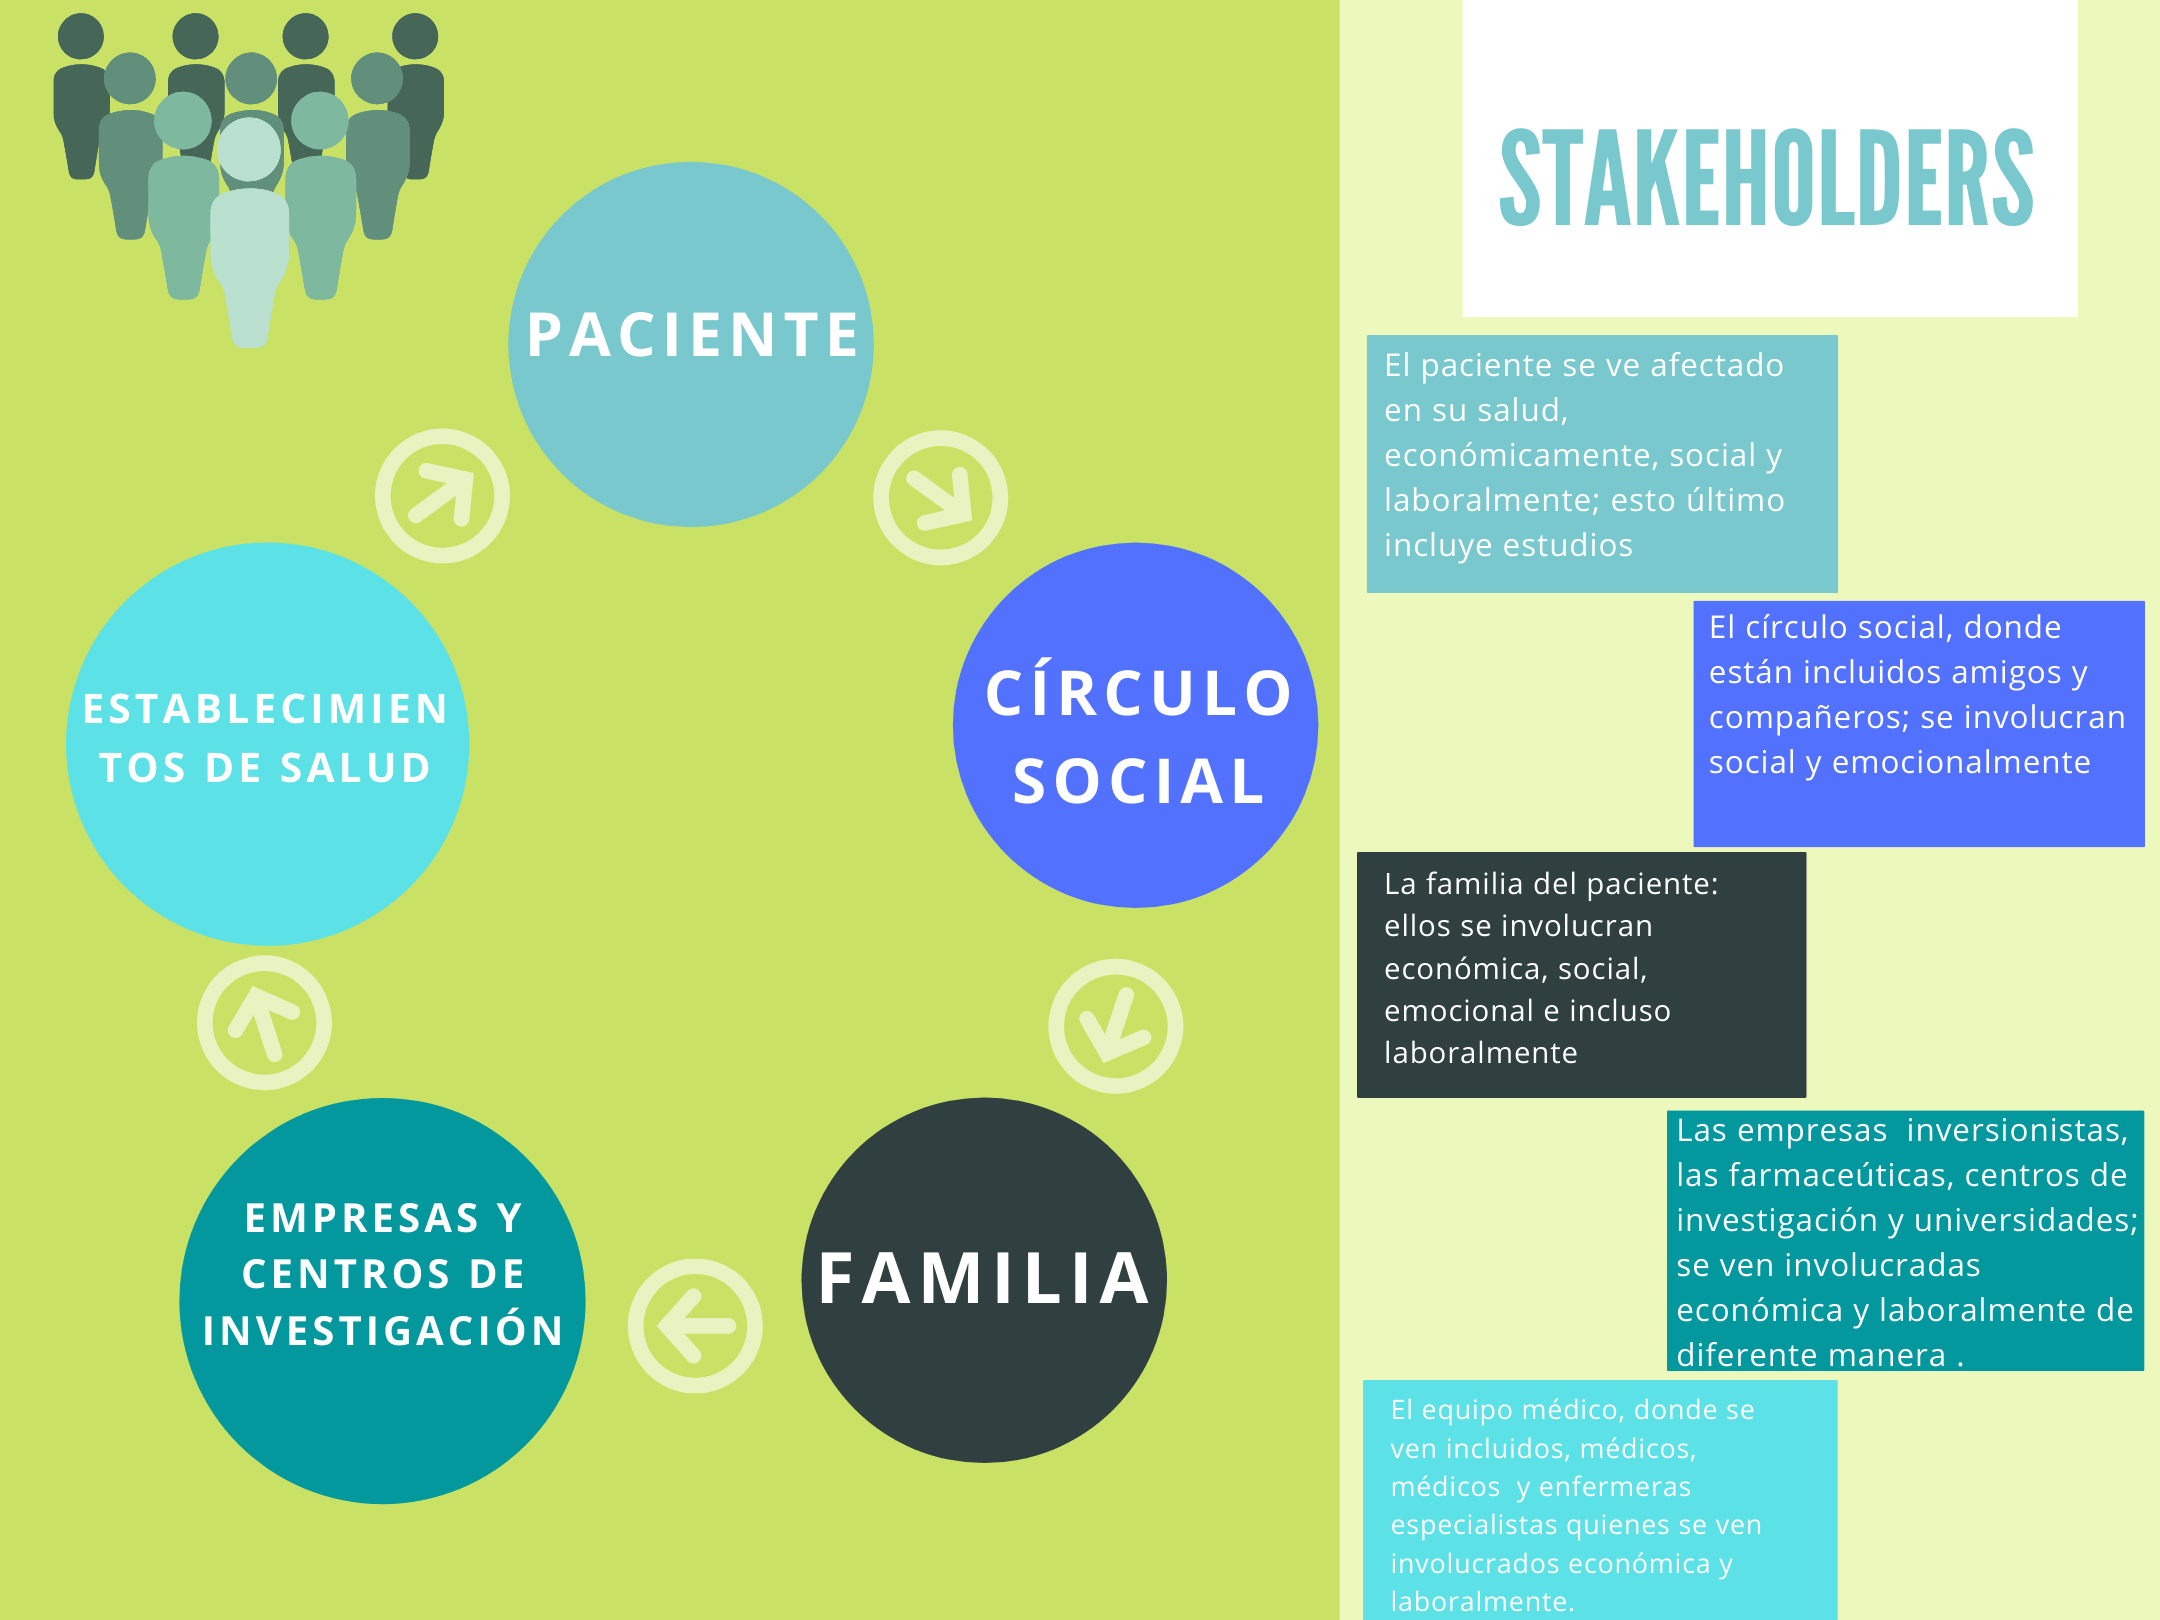 STAKEHOLDERS
PACIENTE
CÍRCULO
SOCIAL
FAMILIA
EMPRESAS Y
CENTROS DE
INVESTIGACIÓN
ESTABLECIMIEN
TOS DE SALUD
El paciente se ve afectado
en su salud,
económicamente, social y
laboralmente; esto último
incluye estudios
El círculo social, donde
están incluidos amigos y
compañeros; se involucran
social y emocionalmente
La familia del paciente:
ellos se involucran
económica, social,
emocional e incluso
laboralmente
Las empresas  inversionistas,
las farmaceúticas, centros de
investigación y universidades;
se ven involucradas
económica y laboralmente de
diferente manera .
El equipo médico, donde se
ven incluidos, médicos,
médicos  y enfermeras
especialistas quienes se ven
involucrados económica y
laboralmente.